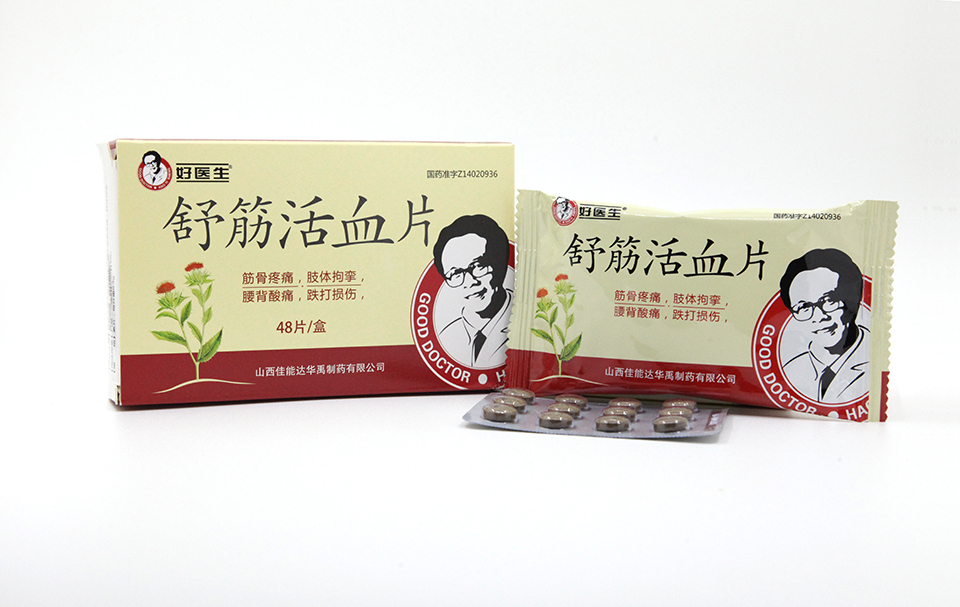 好医生®
国药准字Z14020936
舒筋活血片
筋骨疼痛，肢体拘挛，
腰背酸痛，跌打损伤，
48片/盒
山西佳能达华禹制药有限公司
GOOD DOCTOR • HA
好医生®
国药准字Z14020936
舒筋活血片
筋骨疼痛，肢体拘挛，
腰背酸痛，跌打损伤，
山西佳能达华禹制药有限公司
GOOD DOCTOR • HAO